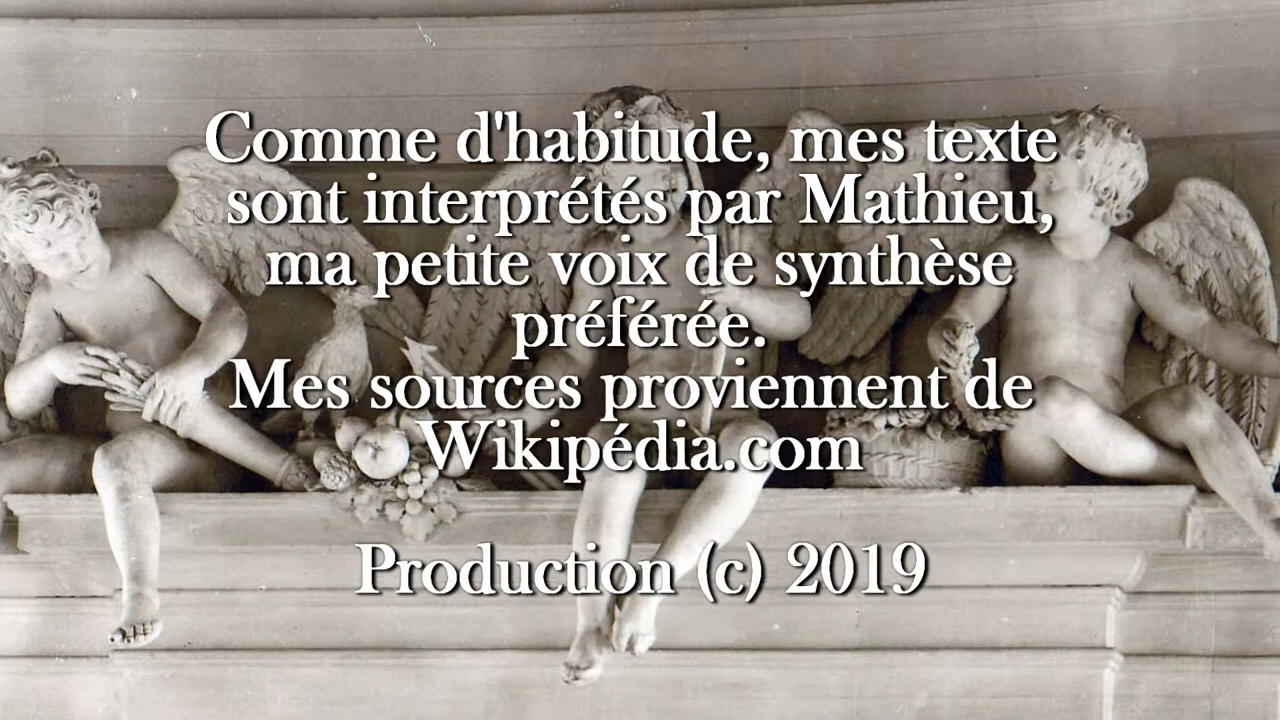 Comme d'habitude, mes texte
sont interprétés par Mathieu,
ma petite voix de synthèse
préférée.
Mes sources proviennent de
Wikipédia.com
Production (c) 2019